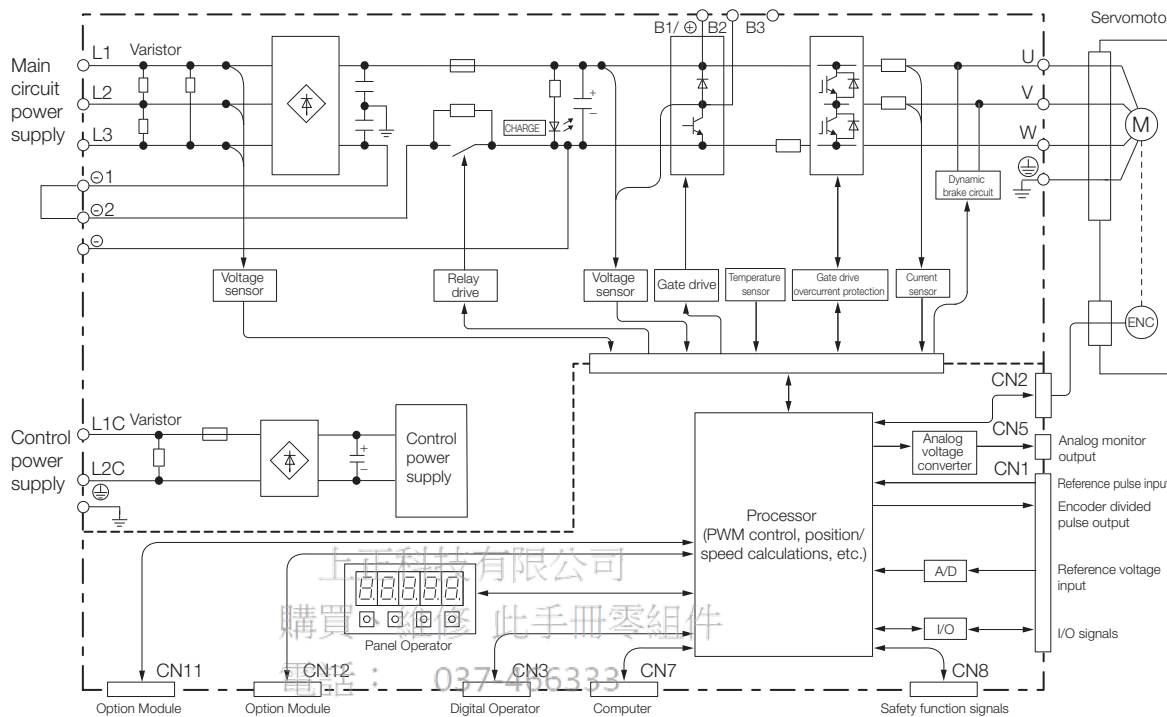 Servomoto
Main
circuit
power
supply
L1
Varistor
L2
L3
⊖1
⊖2
⊖
B1/ ⊕
B2
B3
CHARGE
U
V
W
M
Dynamic
brake circuit
Voltage
sensor
Relay
drive
Voltage
sensor
Gate drive
Temperature
sensor
Gate drive
overcurrent protection
Current
sensor
ENC
Control
power
supply
L1C
Varistor
L2C
Control
power
supply
CN2
CN5
Analog
voltage
converter
Analog monitor
output
CN1
Reference pulse input
Encoder divided
pulse output
Processor
(PWM control, position/
speed calculations, etc.)
A/D
Reference voltage
input
I/O
I/O signals
上正科技有限公司
8.8.8.8.8.
購買、維修 此手冊零組件
Panel Operator
電話： 037-466333
CN11
CN12
CN3
CN7
CN8
Option Module
Option Module
Digital Operator
Computer
Safety function signals